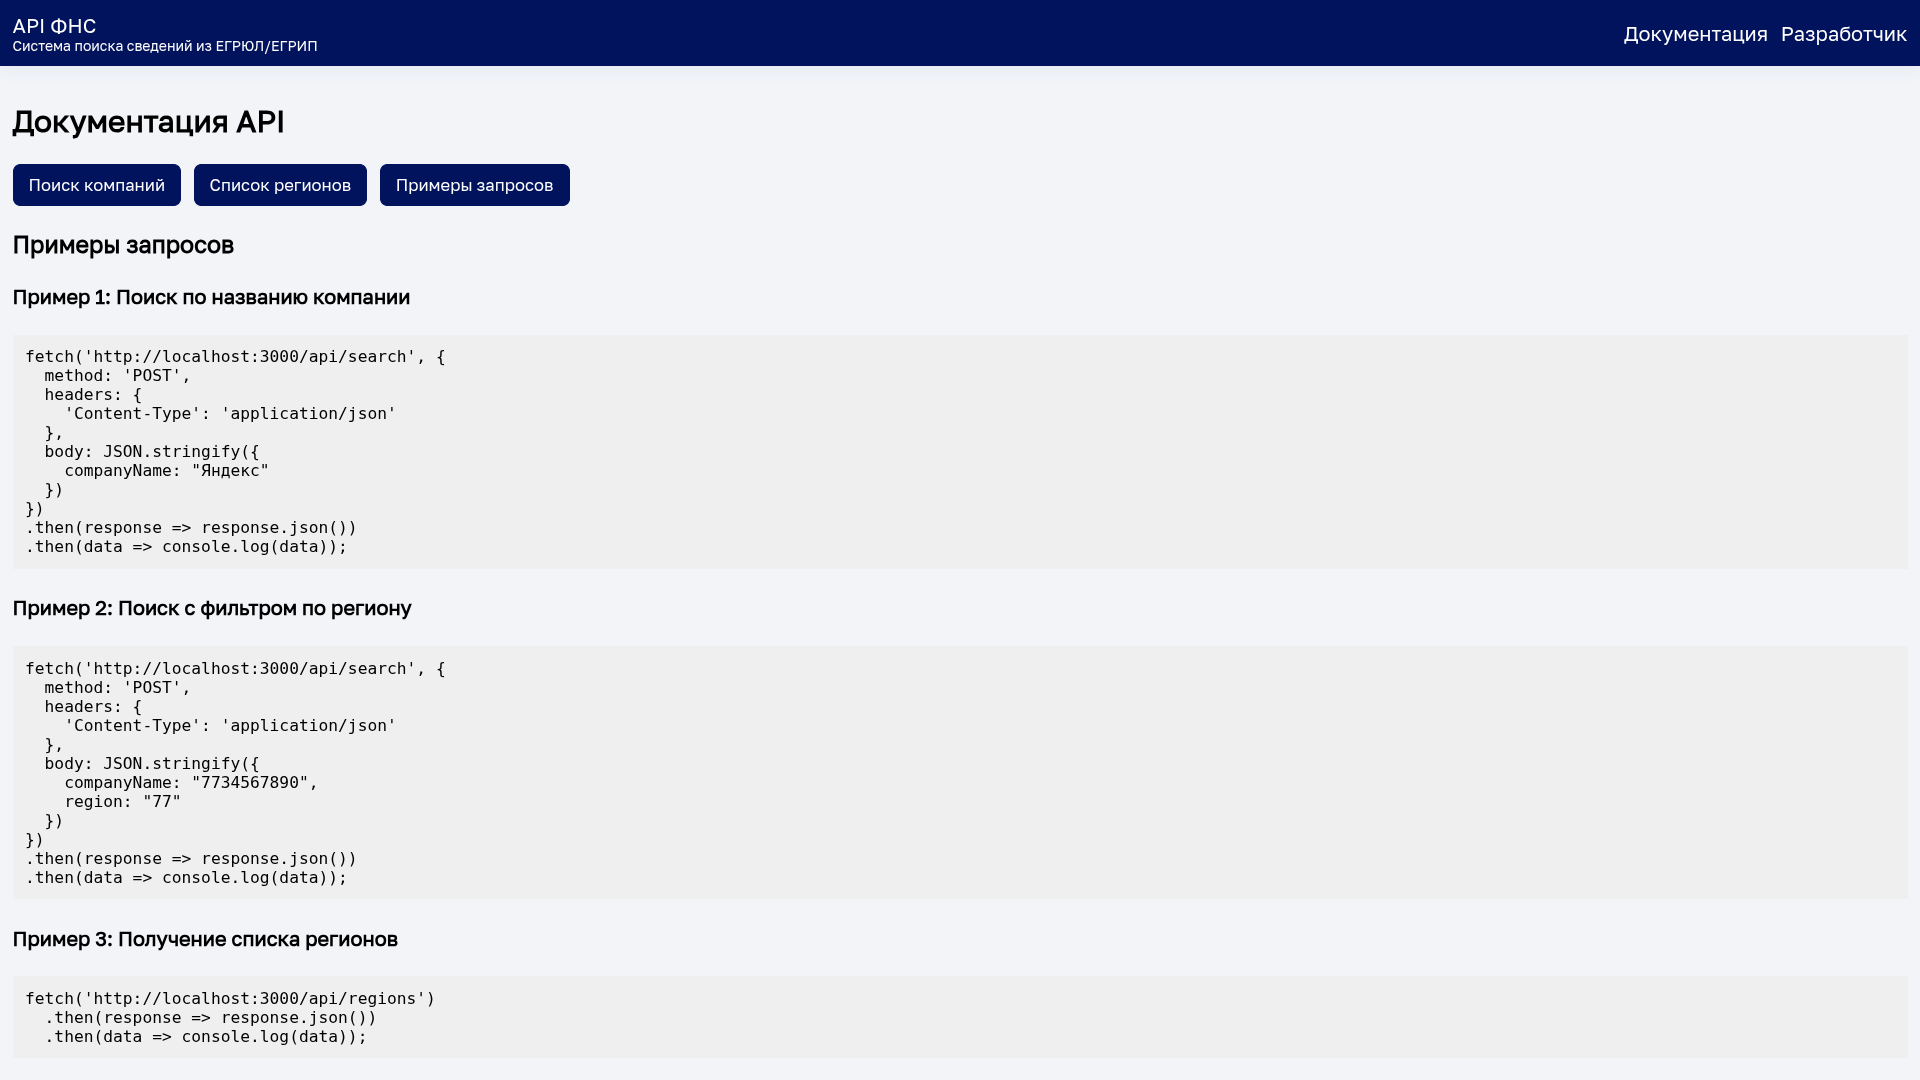 API ФНС
Система поиска сведений из ЕГРЮЛ/ЕГРИП
Документация Разработчик
Документация API
Поиск компаний Список регионов Примеры запросов
Примеры запросов
Пример 1: Поиск по названию компании
fetch('http://localhost:3000/api/search', {
  method: 'POST',
  headers: {
    'Content-Type': 'application/json'
  },
  body: JSON.stringify({
    companyName: "Яндекс"
  })
})
.then(response => response.json())
.then(data => console.log(data));
Пример 2: Поиск с фильтром по региону
fetch('http://localhost:3000/api/search', {
  method: 'POST',
  headers: {
    'Content-Type': 'application/json'
  },
  body: JSON.stringify({
    companyName: "7734567890",
    region: "77"
  })
})
.then(response => response.json())
.then(data => console.log(data));
Пример 3: Получение списка регионов
fetch('http://localhost:3000/api/regions')
  .then(response => response.json())
  .then(data => console.log(data));